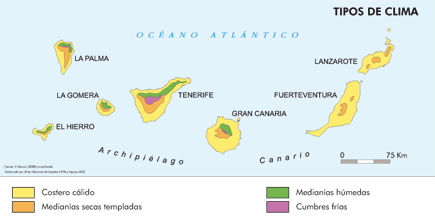 TIPOS DE CLIMA
OCÉANO ATLÁNTICO
LA PALMA
LANZAROTE
LA GOMERA
TENERIFE
FUERTEVENTURA
GRAN CANARIA
EL HIERRO
Archipiélago Canario
0 75 Km
Costero cálido
Medianías húmedas
Medianías secas templadas
Cumbres frías